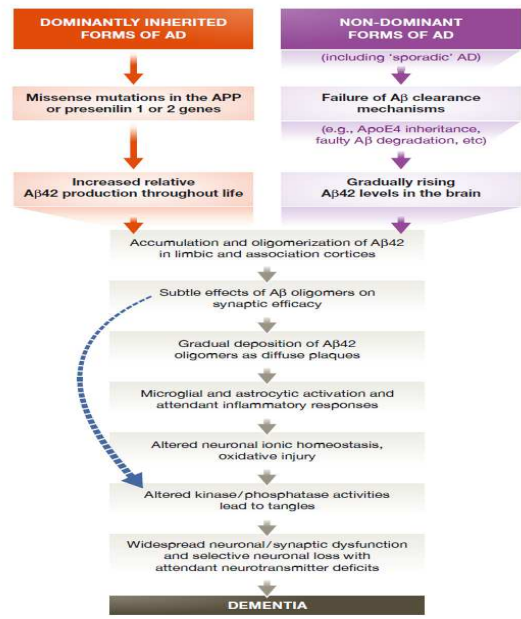 DOMINANTLY INHERITED
FORMS OF AD
Missense mutations in the APP
or presenilin 1 or 2 genes
Increased relative
Aβ42 production throughout life
NON-DOMINANT
FORMS OF AD
(including 'sporadic' AD)
Failure of Aβ clearance
mechanisms
(e.g., ApoE4 inheritance,
faulty Aβ degradation, etc)
Gradually rising
Aβ42 levels in the brain
Accumulation and oligomerization of Aβ42
in limbic and association cortices
Subtle effects of Aβ oligomers on
synaptic efficacy
Gradual deposition of Aβ42
oligomers as diffuse plaques
Microglial and astrocytic activation and
attendant inflammatory responses
Altered neuronal ionic homeostasis,
oxidative injury
Altered kinase/phosphatase activities
lead to tangles
Widespread neuronal/synaptic dysfunction
and selective neuronal loss with
attendant neurotransmitter deficits
DEMENTIA